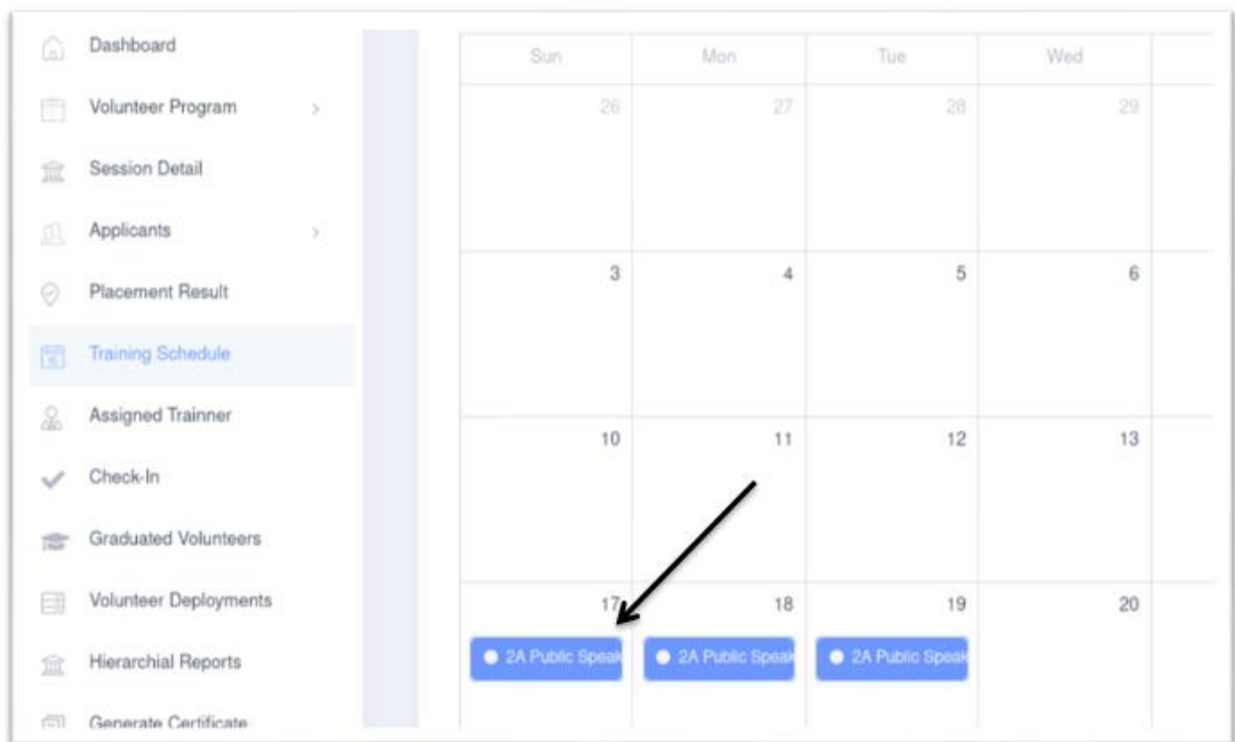 Dashboard
Volunteer Program
Session Detail
Applicants
Placement Result
Training Schedule
Assigned Trainner
Check-In
Graduated Volunteers
Volunteer Deployments
Hierarchial Reports
Generate Certificate
Sun Mon Tue Wed
26 27 28 29
3 4 5 6
10 11 12 13
17 18 19 20
2A Public Speak 2A Public Speak 2A Public Speak